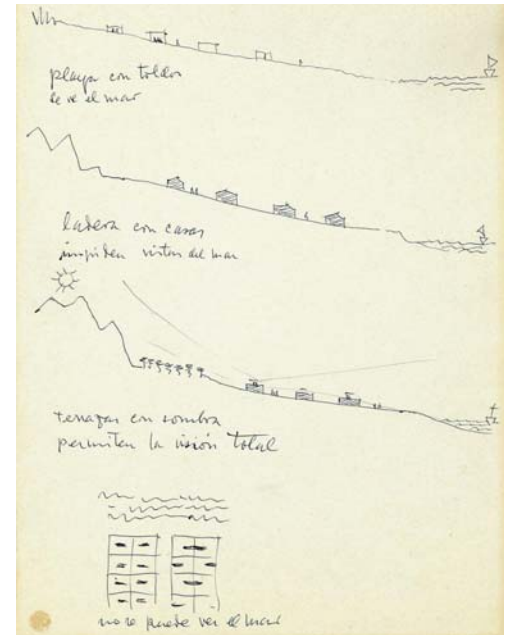 playa con toldos
se ve el mar
ladera con casas
impiden vistas del mar
terrazas con sombra
permiten la visión total
no se puede ver el mar